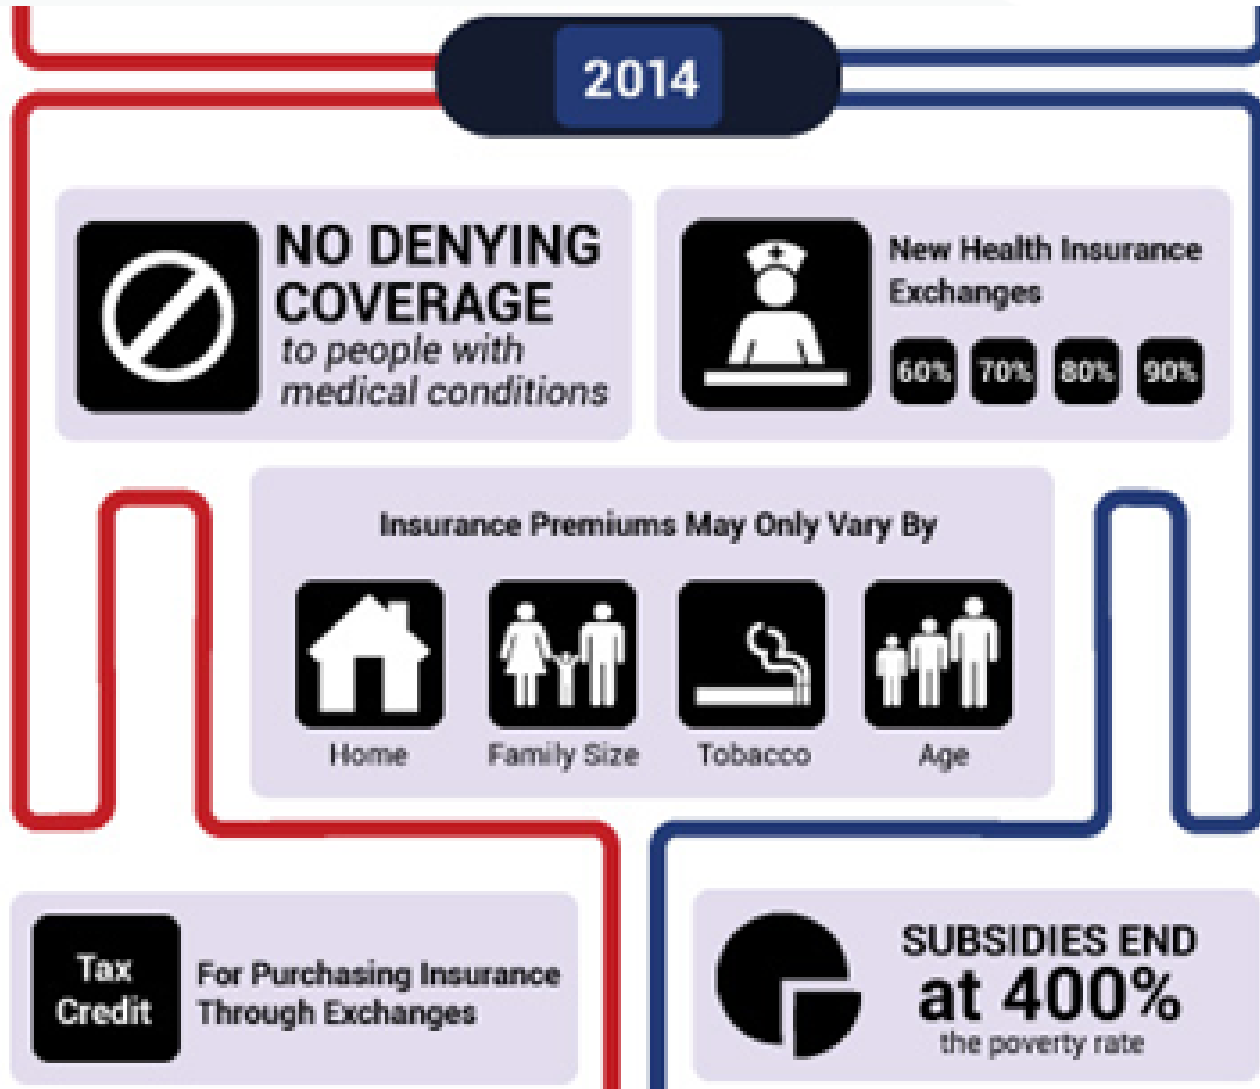 2014
NO DENYING
COVERAGE
to people with
medical conditions
New Health Insurance
Exchanges
60% 70% 80% 90%
Insurance Premiums May Only Vary By
Home Family Size Tobacco Age
Tax
Credit
For Purchasing Insurance
Through Exchanges
SUBSIDIES END
at 400%
the poverty rate